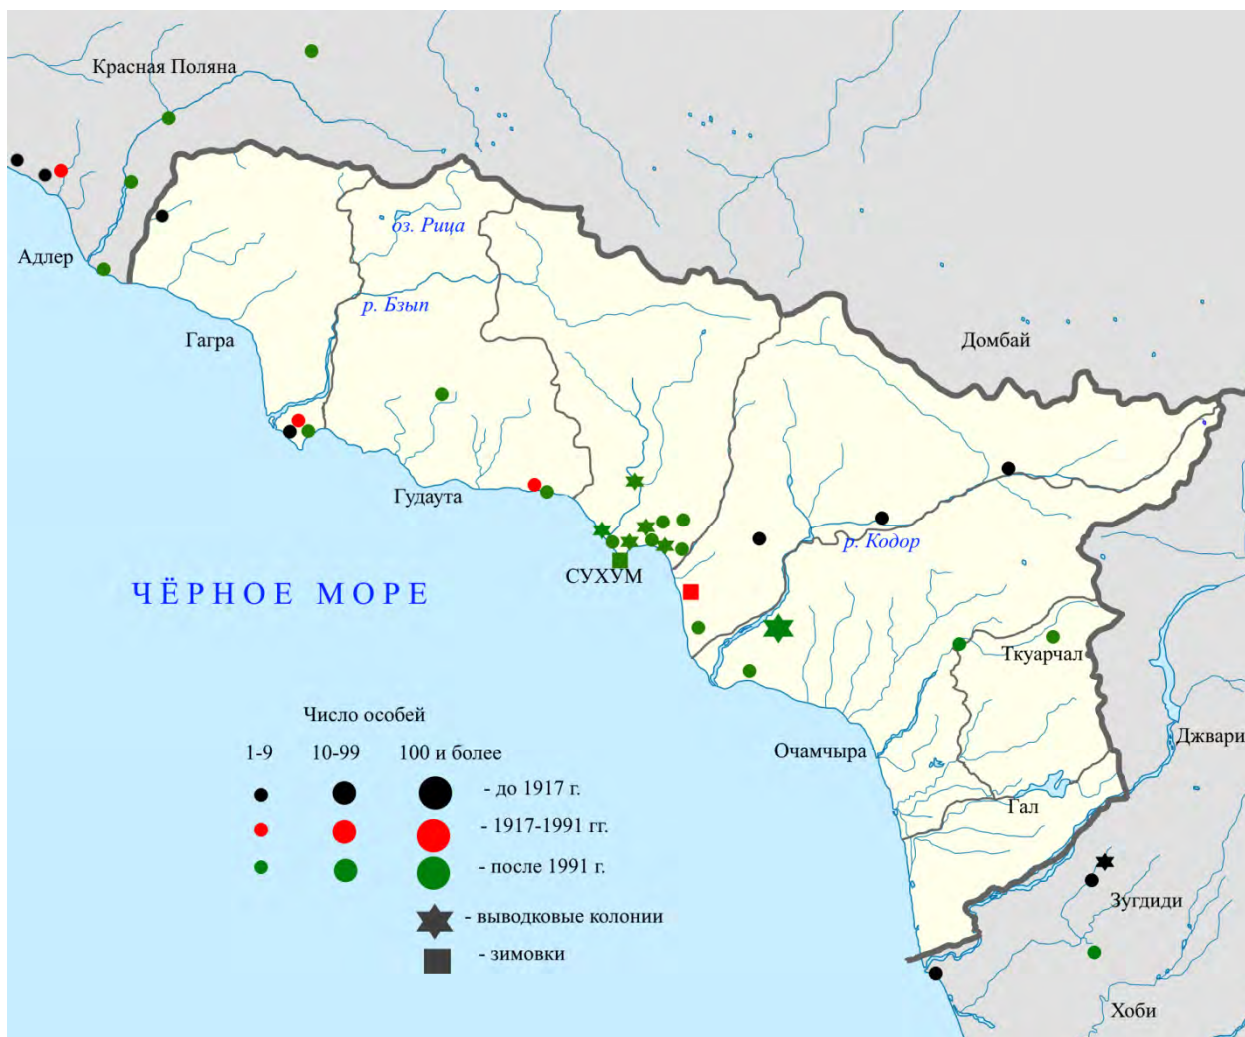 Красная Поляна
оз. Рица
Адлер
р. Бзып
Гагра
Домбай
Гудаута
р. Кодор
СУХУМ
ЧЁРНОЕ МОРЕ
Ткуарчал
Число особей
1-9 10-99 100 и более
Очамчыра
Джвари
- до 1917 г.
Гал
- 1917-1991 гг.
- после 1991 г.
Зугдиди
- выводковые колонии
- зимовки
Хоби